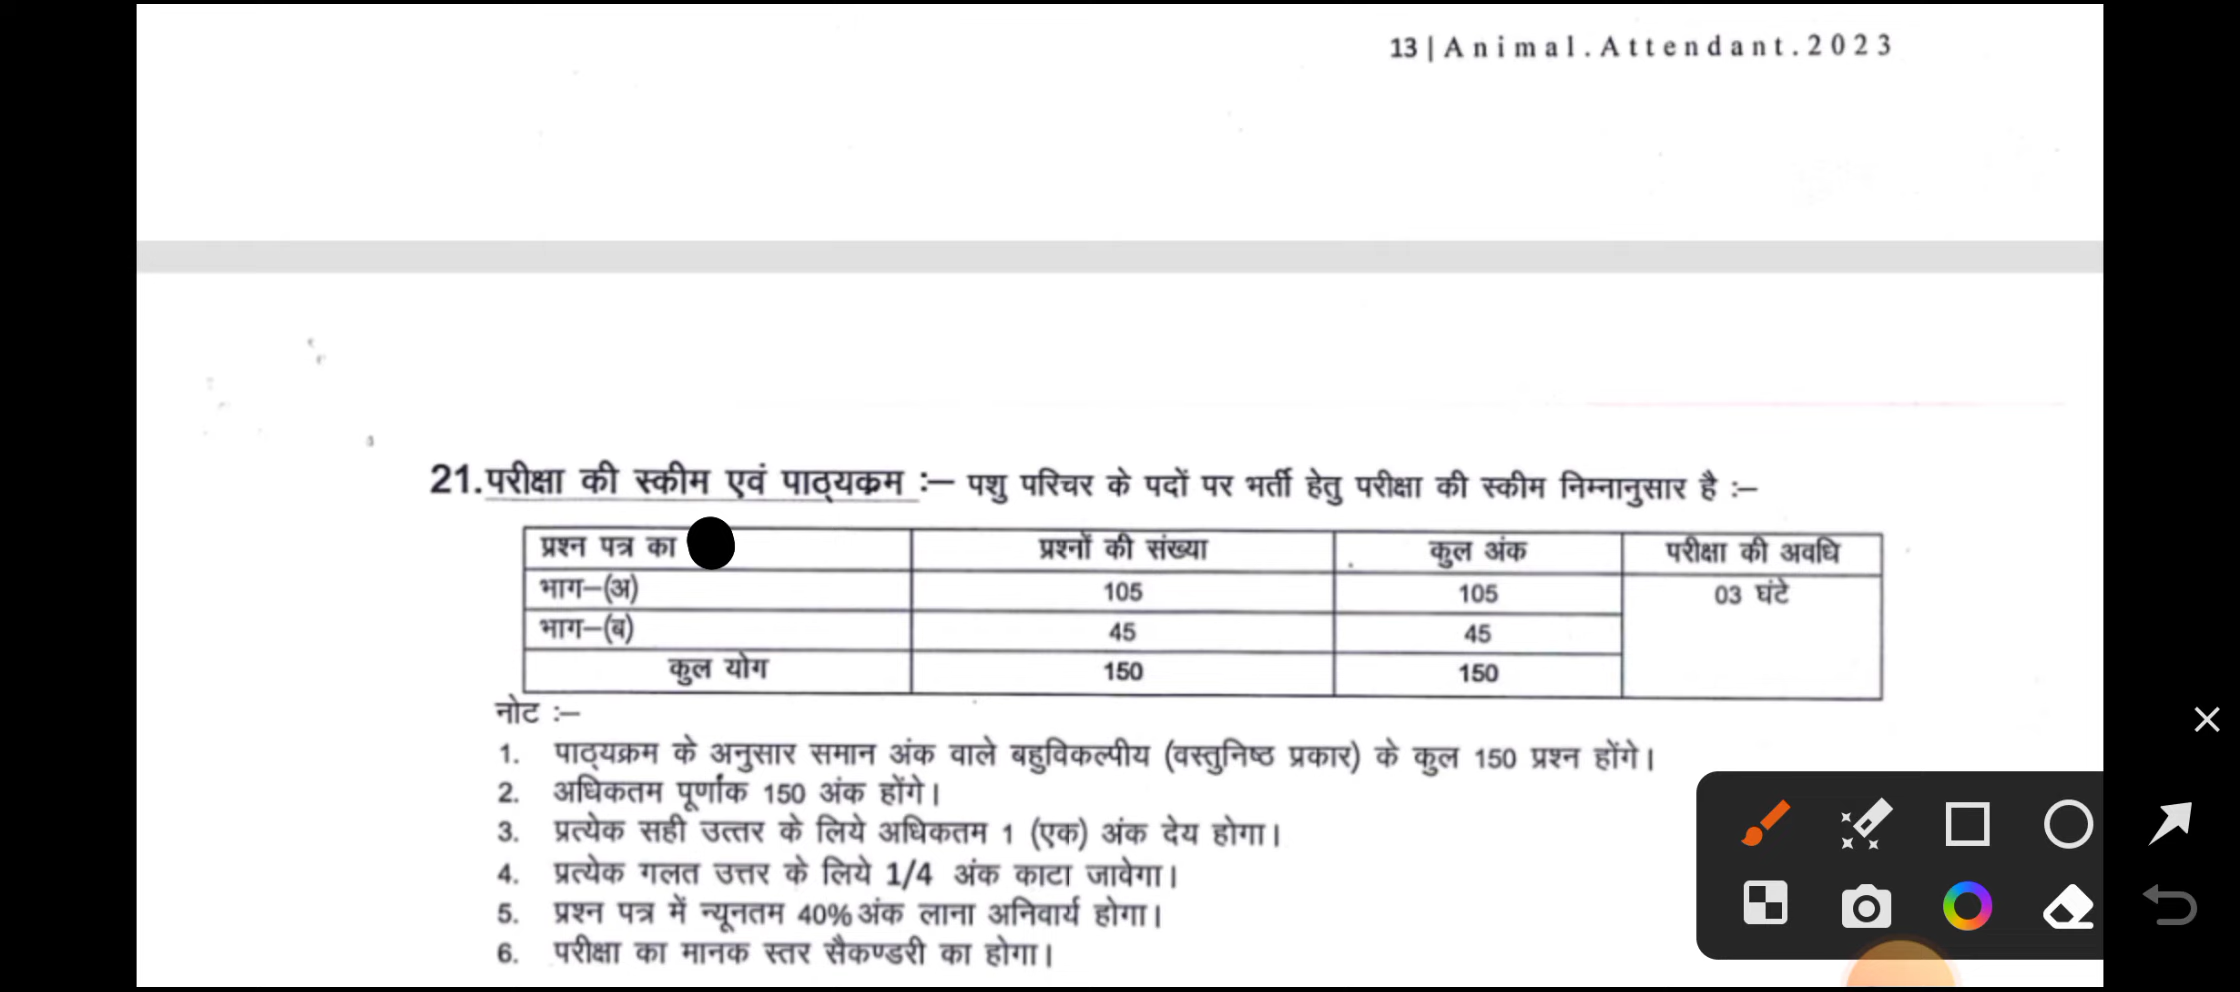 13|Animal.Attendant.2023
21.परीक्षा की स्कीम एवं पाठ्यक्रम :– पशु परिचर के पदों पर भर्ती हेतु परीक्षा की स्कीम निम्नानुसार है :–
प्रश्न पत्र का प्रश्नों की संख्या कुल अंक परीक्षा की अवधि
भाग–(अ) 105 105 03 घंटे
भाग–(ब) 45 45
कुल योग 150 150
नोट :–
1. पाठ्यक्रम के अनुसार समान अंक वाले बहुविकल्पीय (वस्तुनिष्ठ प्रकार) के कुल 150 प्रश्न होंगे।
2. अधिकतम पूर्णांक 150 अंक होंगे।
3. प्रत्येक सही उत्तर के लिये अधिकतम 1 (एक) अंक देय होगा।
4. प्रत्येक गलत उत्तर के लिये 1/4 अंक काटा जावेगा।
5. प्रश्न पत्र में न्यूनतम 40% अंक लाना अनिवार्य होगा।
6. परीक्षा का मानक स्तर सैकण्डरी का होगा।